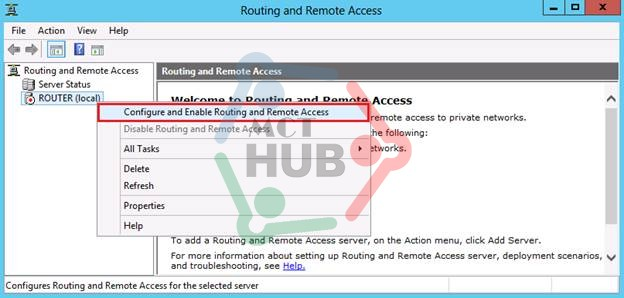 Routing and Remote Access
File Action View Help
Routing and Remote Access
Server Status
ROUTER (local)
Routing and Remote Access
Welcome to Routing and Remote Access
Configure and Enable Routing and Remote Access
remote access to private networks.
Disable Routing and Remote Access
the following:
All Tasks
etworks.
Delete
Refresh
Properties
Help
ACT
HUB
To add a Routing and Remote Access server, on the Action menu, click Add Server.
For more information about setting up Routing and Remote Access server, deployment scenarios,
and troubleshooting, see Help.
Configures Routing and Remote Access for the selected server